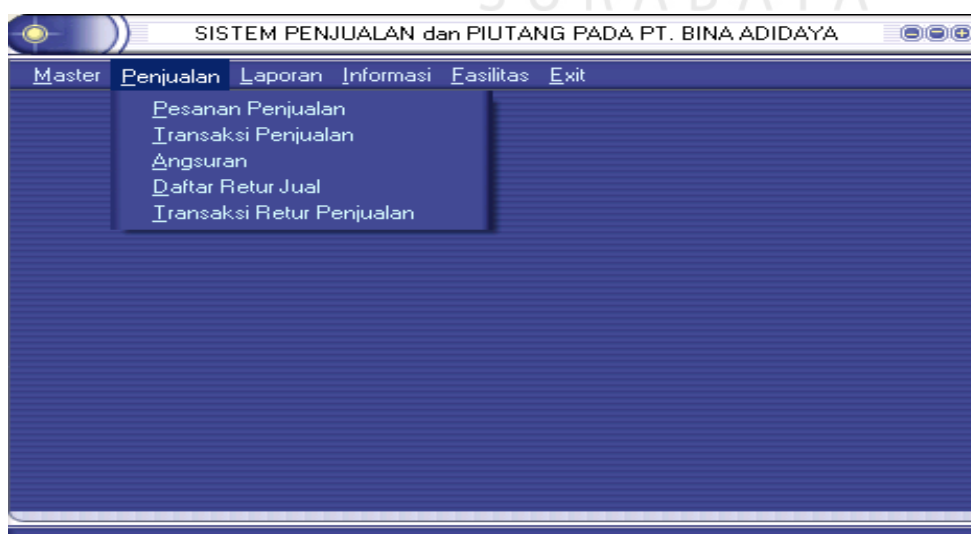 SURABAYA
SISTEM PENJUALAN dan PIUTANG PADA PT. BINA ADIDAYA
Master Penjualan Laporan Informasi Fasilitas Exit
Pesanan Penjualan
Transaksi Penjualan
Angsuran
Daftar Retur Jual
Transaksi Retur Penjualan